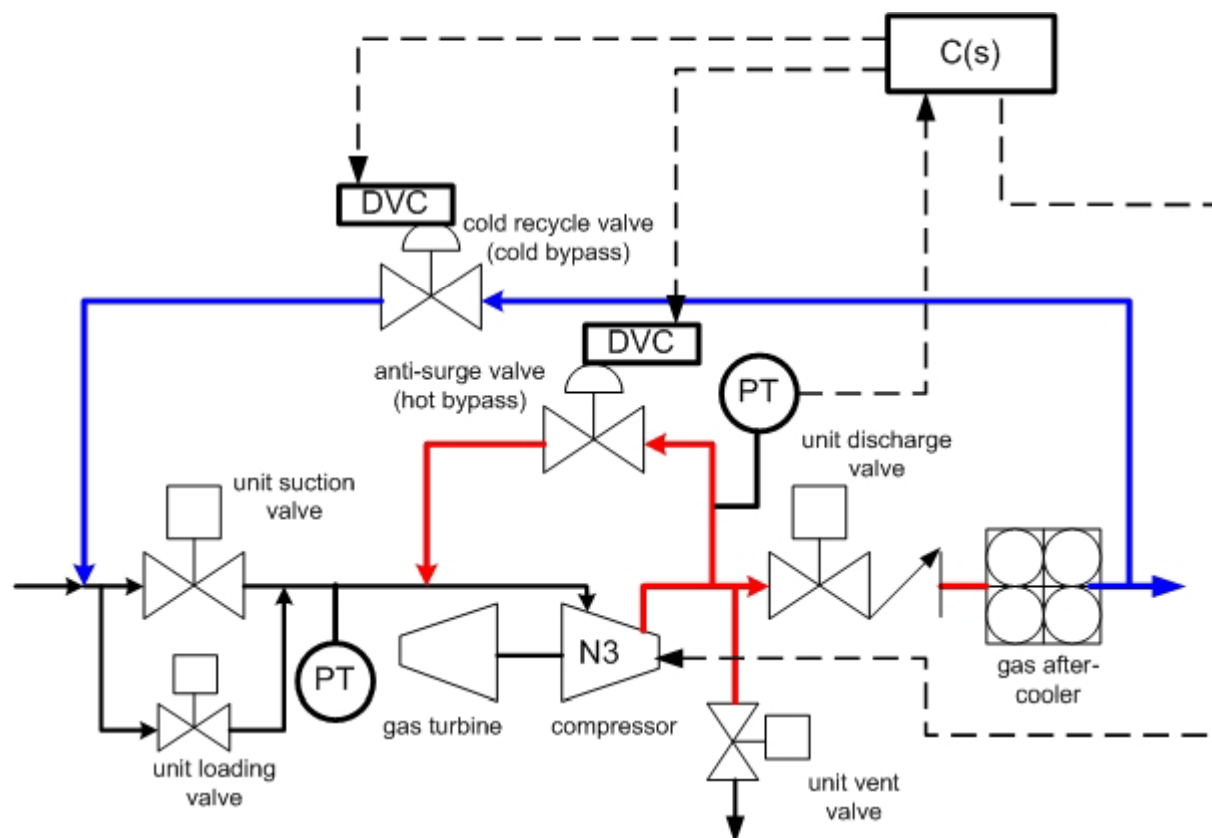 C(s)
DVC
cold recycle valve
(cold bypass)
DVC
anti-surge valve
(hot bypass)
PT
unit discharge
valve
unit suction
valve
N3
PT
gas turbine
compressor
gas after-
cooler
unit loading
valve
unit vent
valve